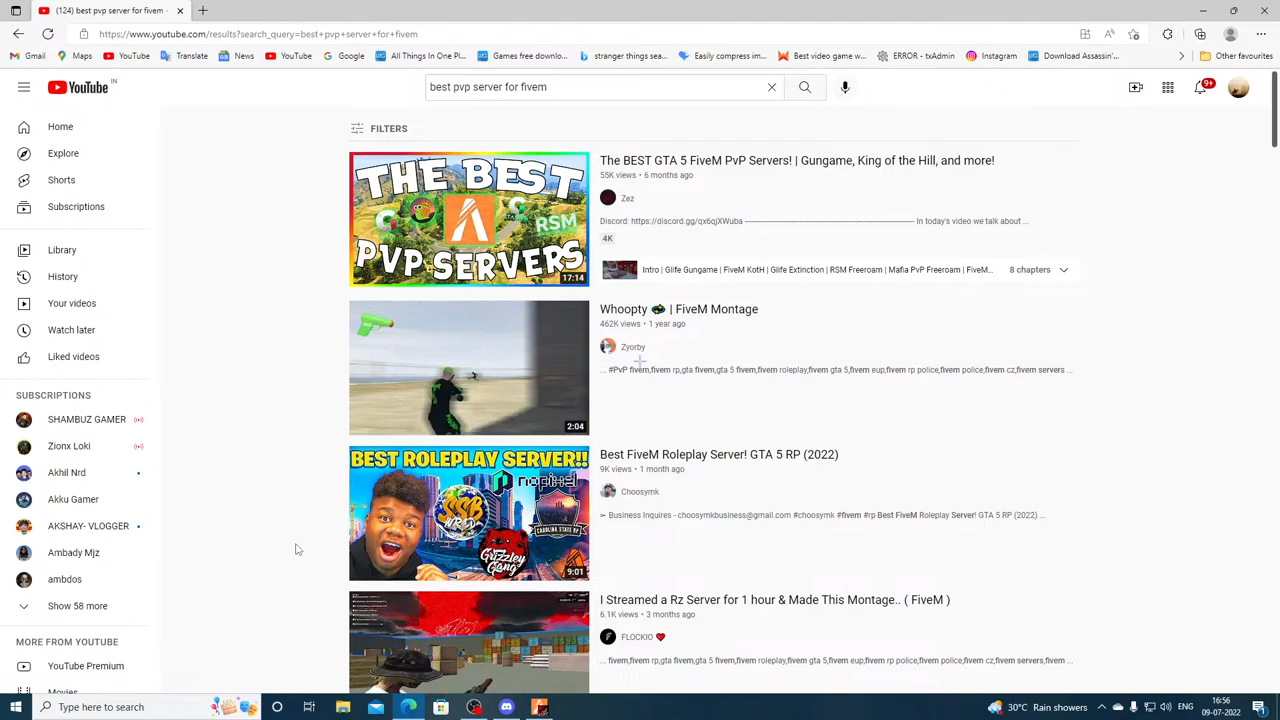 (124) best pvp server for fivem
https://www.youtube.com/results?search_query=best+pvp+server+for+fivem
Gmail
Maps
YouTube
Translate
News
YouTube
Google
All Things In One Pl...
Games free downlo...
stranger things sea...
Easily compress im...
Best video game w...
ERROR - txAdmin
Instagram
Download Assassin'...
Other favourites
YouTube IN
best pvp server for fivem
9+
Home
Explore
Shorts
Subscriptions
Library
History
Your videos
Watch later
Liked videos
SUBSCRIPTIONS
SHAMBUZ GAMER
Zionx Loki
Akhil Nrd
Akku Gamer
AKSHAY- VLOGGER
Ambady Mjz
ambdos
Show 58 more
MORE FROM YOUTUBE
YouTube Premium
Movies
FILTERS
THE BEST
RSM
PVP SERVERS
17:14
The BEST GTA 5 FiveM PvP Servers! | Gungame, King of the Hill, and more!
55K views • 6 months ago
Zez
Discord: https://discord.gg/qx6qjXWuba ---------------------------------------------------------------- In today's video we talk about ...
4K
Intro | Glife Gungame | FiveM KotH | Glife Extinction | RSM Freeroam | Mafia PvP Freeroam | FiveM...
8 chapters
2:04
Whoopty | FiveM Montage
462K views • 1 year ago
Zyorby
... #PvP fivem,fivem rp,gta fivem,gta 5 fivem,fivem roleplay,fivem gta 5,fivem eup,fivem rp police,fivem police,fivem cz,fivem servers ...
BEST ROLEPLAY SERVER!!
nopixel
CAROLINA STATE RP
Grizzley Gang
9:01
Best FiveM Roleplay Server! GTA 5 RP (2022)
9K views • 1 month ago
Choosymk
➣ Business Inquires - choosymkbusiness@gmail.com #choosymk #fivem #rp Best FiveM Roleplay Server! GTA 5 RP (2022) ...
I Streamed a Rz Server for 1 hour & Made This Montage.. ( FiveM )
6.1K views • 3 months ago
FLOCKIO
... fivem,fivem rp,gta fivem,gta 5 fivem,fivem roleplay,fivem gta 5,fivem eup,fivem rp police,fivem police,fivem cz,fivem servers,fivem ...
Type here to search
30°C Rain showers
ENG
16:56
09-07-2022